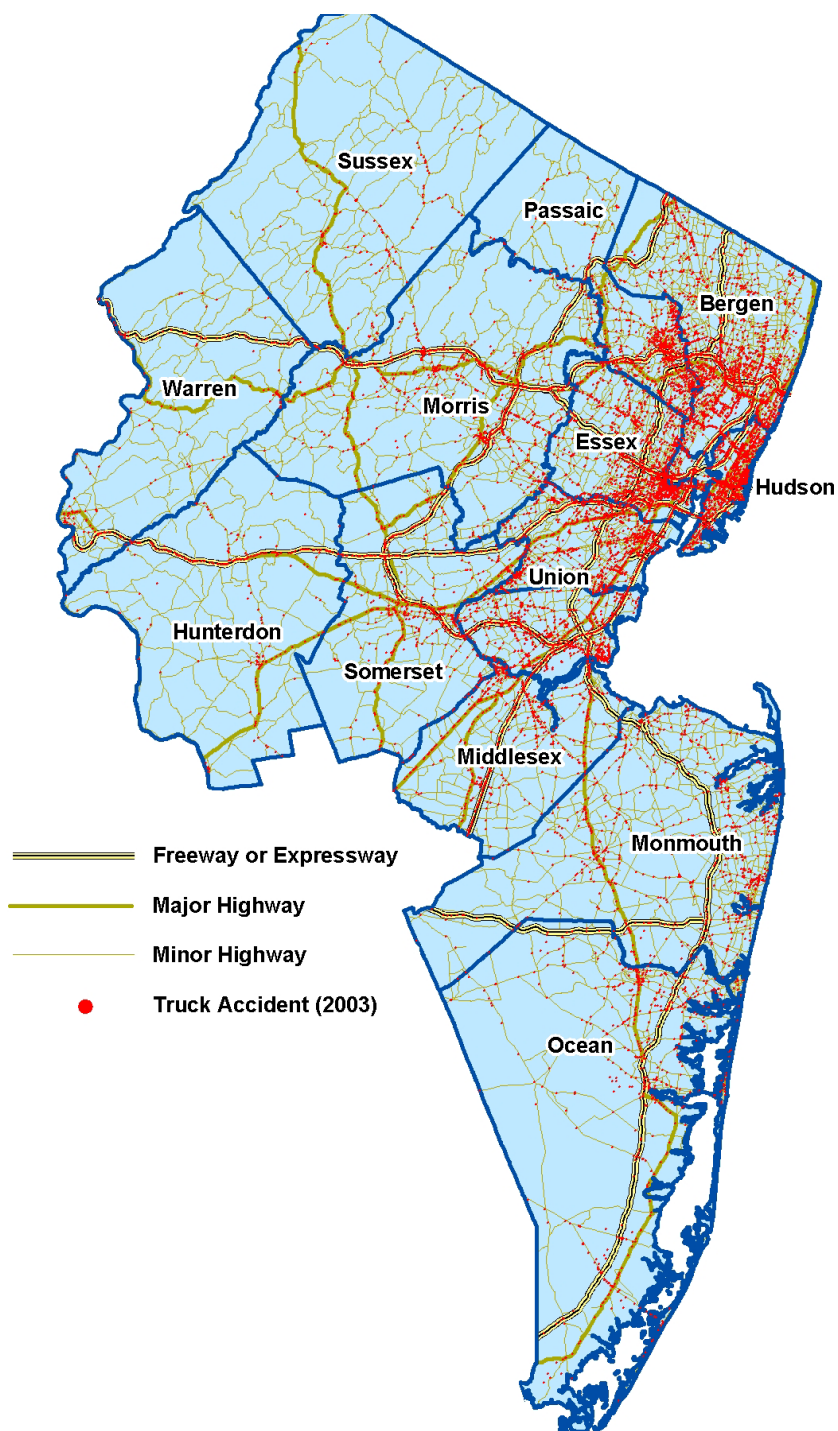 Sussex
Passaic
Bergen
Warren
Morris
Essex
Hudson
Union
Hunterdon
Somerset
Middlesex
Monmouth
Freeway or Expressway
Major Highway
Minor Highway
Truck Accident (2003)
Ocean